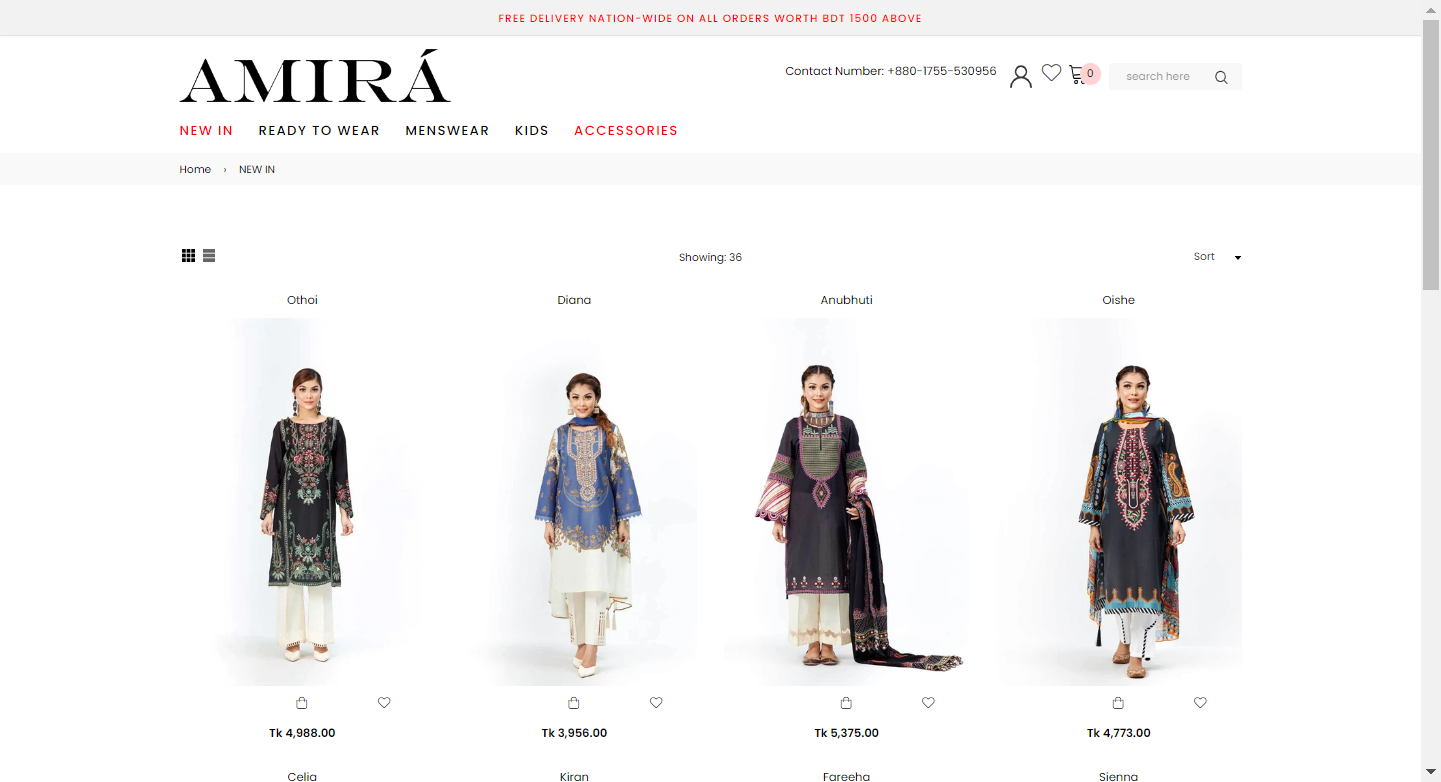 FREE DELIVERY NATION-WIDE ON ALL ORDERS WORTH BDT 1500 ABOVE
AMIRÁ
Contact Number: +880-1755-530956
0
search here
NEW IN
READY TO WEAR
MENSWEAR
KIDS
ACCESSORIES
Home › NEW IN
Showing: 36
Sort
Othoi
Diana
Anubhuti
Oishe
Tk 4,988.00
Tk 3,956.00
Tk 5,375.00
Tk 4,773.00
Celia
Kiran
Fareeha
Sienna